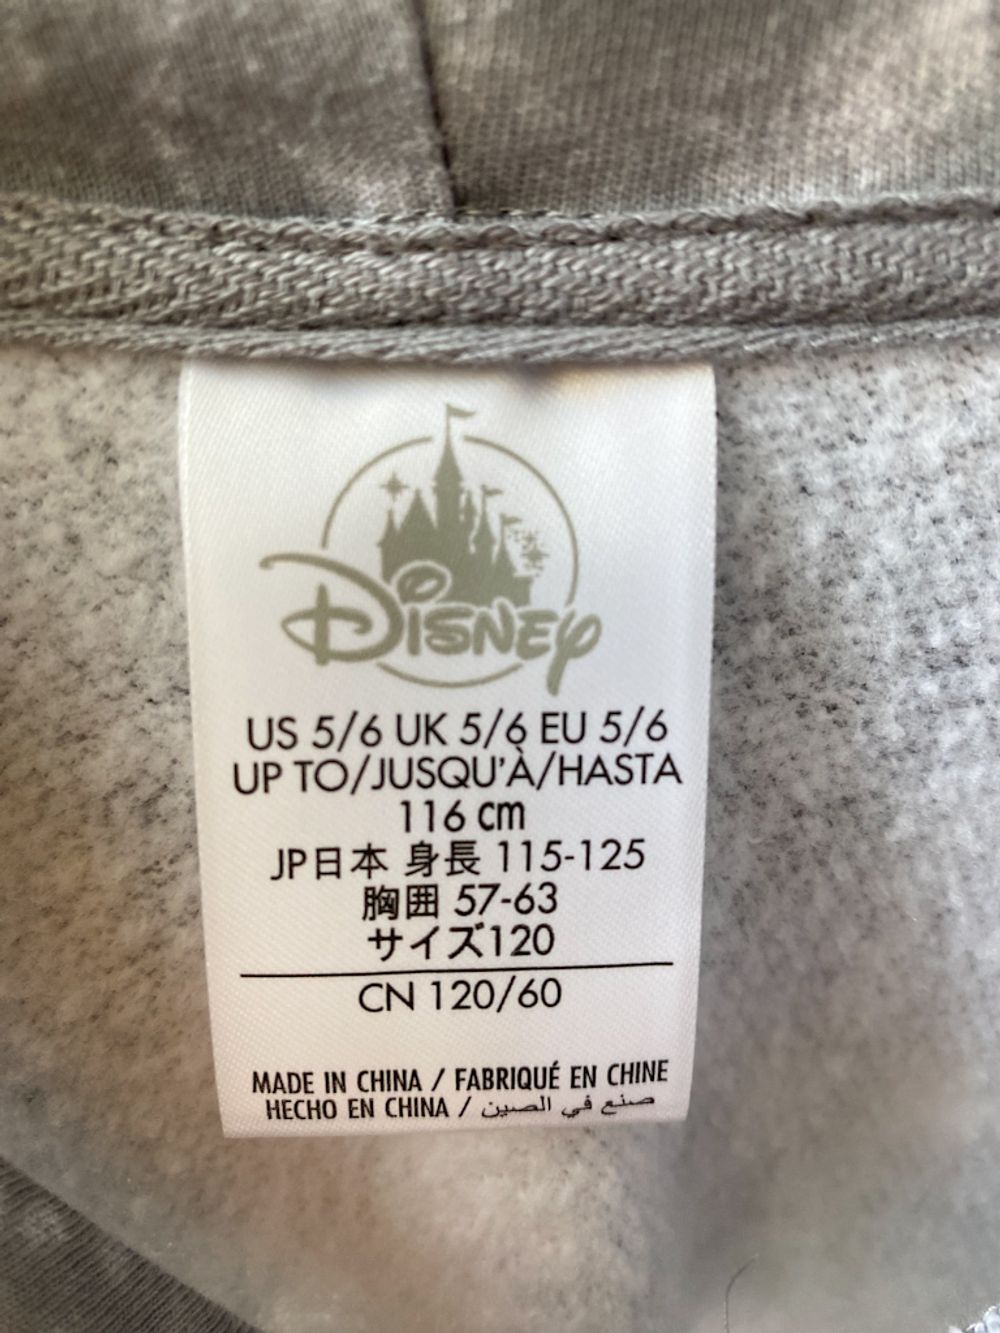 Disney
US 5/6 UK 5/6 EU 5/6
UP TO/JUSQU'À/HASTA
116 cm
JP日本 身長 115-125
胸囲 57-63
サイズ120
CN 120/60
MADE IN CHINA / FABRIQUÉ EN CHINE
HECHO EN CHINA / صنع في الصين